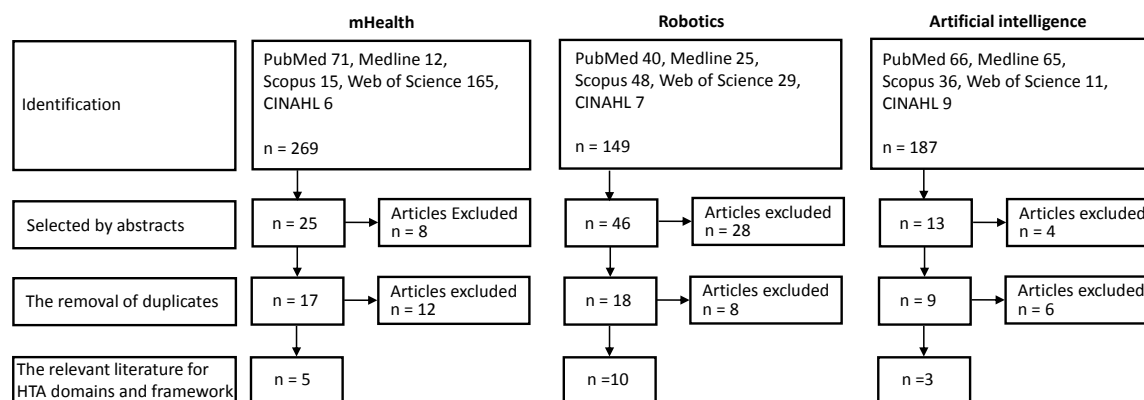 mHealth
Robotics
Artificial intelligence
Identification
PubMed 71, Medline 12,
Scopus 15, Web of Science 165,
CINAHL 6
n = 269
PubMed 40, Medline 25,
Scopus 48, Web of Science 29,
CINAHL 7
n = 149
PubMed 66, Medline 65,
Scopus 36, Web of Science 11,
CINAHL 9
n = 187
Selected by abstracts
n = 25
Articles Excluded
n = 8
n = 46
Articles excluded
n = 28
n = 13
Articles excluded
n = 4
The removal of duplicates
n = 17
Articles excluded
n = 12
n = 18
Articles excluded
n = 8
n = 9
Articles excluded
n = 6
The relevant literature for
HTA domains and framework
n = 5
n =10
n =3